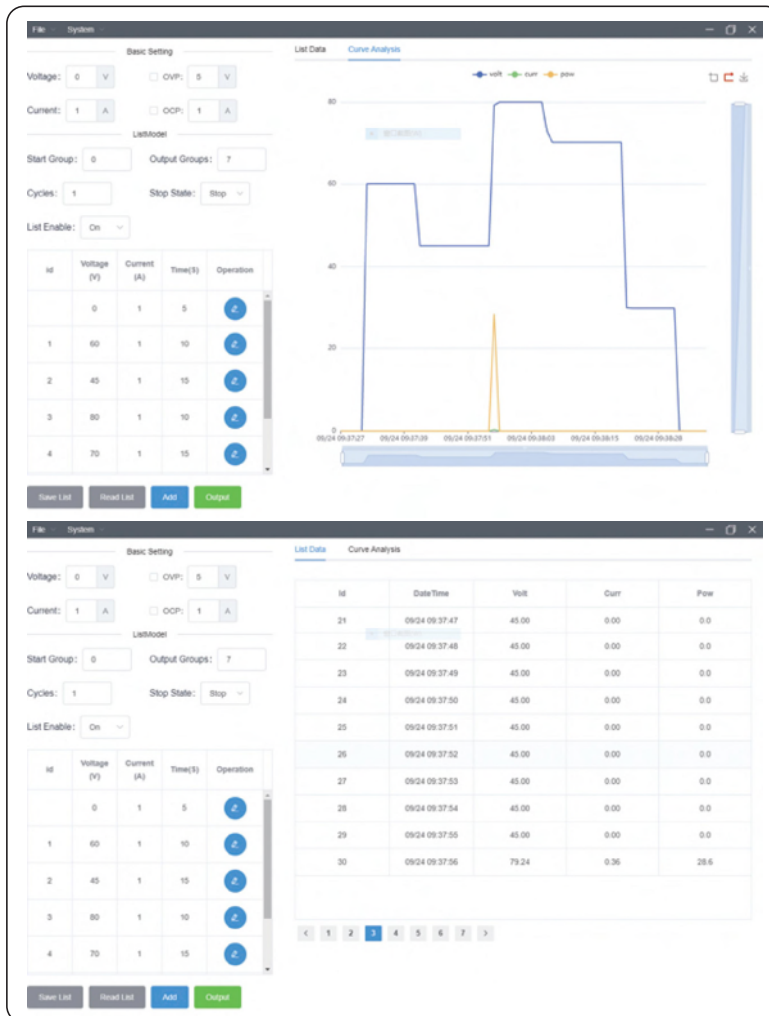 File System
Basic Setting
Voltage: 0 V OVP: 5 V
Current: 1 A OCP: 1 A
ListModel
Start Group: 0 Output Groups: 7
Cycles: 1 Stop State: Stop
List Enable: On
Id Voltage (V) Current (A) Time(S) Operation
0 1 5
1 60 1 10
2 45 1 15
3 80 1 10
4 70 1 15
Save List Read List Add Output
List Data Curve Analysis
volt curr pow
80
60
40
20
0
09/24 09:37:27 09/24 09:37:39 09/24 09:37:51 09/24 09:38:03 09/24 09:38:15 09/24 09:38:28
File System
Basic Setting
Voltage: 0 V OVP: 5 V
Current: 1 A OCP: 1 A
ListModel
Start Group: 0 Output Groups: 7
Cycles: 1 Stop State: Stop
List Enable: On
Id Voltage (V) Current (A) Time(S) Operation
0 1 5
1 60 1 10
2 45 1 15
3 80 1 10
4 70 1 15
Save List Read List Add Output
List Data Curve Analysis
Id DateTime Volt Curr Pow
21 09/24 09:37:47 45.00 0.00 0.0
22 09/24 09:37:48 45.00 0.00 0.0
23 09/24 09:37:49 45.00 0.00 0.0
24 09/24 09:37:50 45.00 0.00 0.0
25 09/24 09:37:51 45.00 0.00 0.0
26 09/24 09:37:52 45.00 0.00 0.0
27 09/24 09:37:53 45.00 0.00 0.0
28 09/24 09:37:54 45.00 0.00 0.0
29 09/24 09:37:55 45.00 0.00 0.0
30 09/24 09:37:56 79.24 0.36 28.6
< 1 2 3 4 5 6 7 >